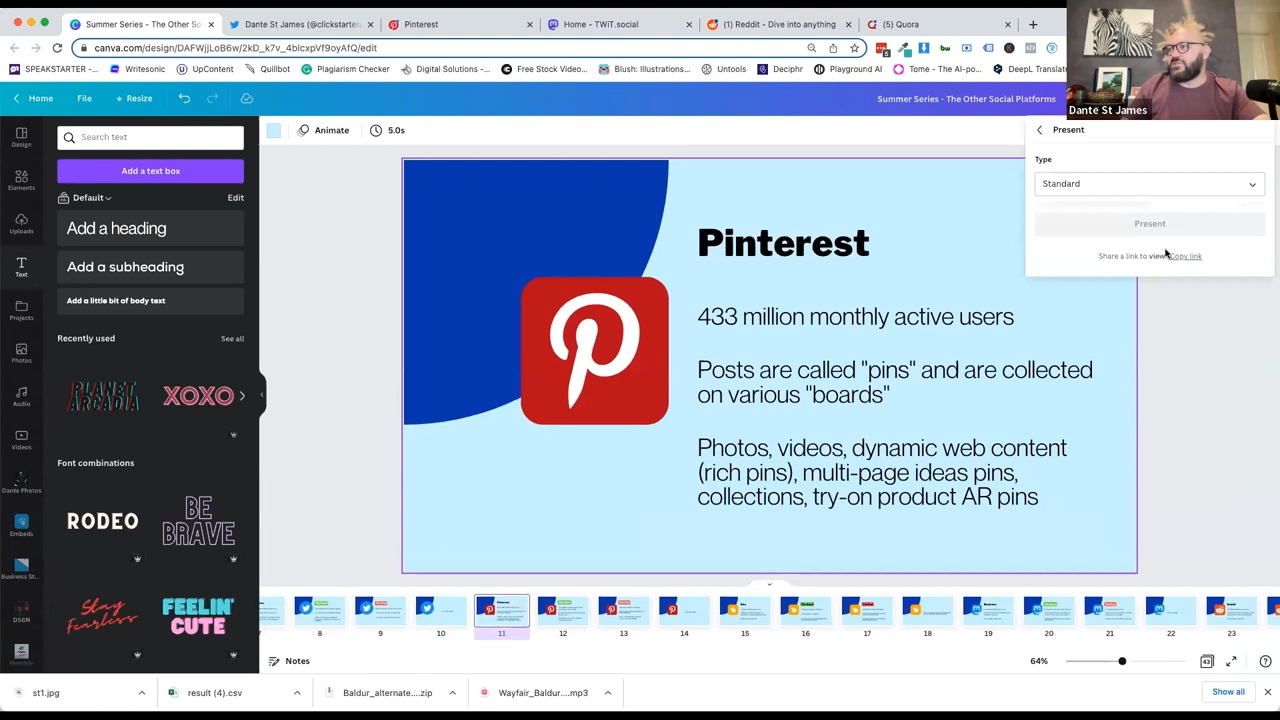 Summer Series - The Other So
Dante St James (@clickstarter
Pinterest
Home - TWiT.social
(1) Reddit - Dive into anything
(5) Quora
canva.com/design/DAFWjjLoB6w/2kD_k7v_4blcxpVf9oyAfQ/edit
SPEAKSTARTER -...
Writesonic
UpContent
Quillbot
Plagiarism Checker
Digital Solutions -...
Free Stock Video...
Blush: Illustrations...
Untools
Deciphr
Playground AI
Tome - The AI-po...
DeepL Translate
Dante St James
Home
File
Resize
Summer Series - The Other Social Platforms
Design
Elements
Uploads
Text
Projects
Photos
Audio
Videos
Dante Photos
Embeds
Business St...
DSBN
Search text
Add a text box
Default
Edit
Add a heading
Add a subheading
Add a little bit of body text
Recently used
See all
PLANET ARCADIA
XOXO
Font combinations
RODEO
BE BRAVE
Stay Fearless
FEELIN' CUTE
Animate
5.0s
Present
Type
Standard
Present
Share a link to view
Copy link
Pinterest
433 million monthly active users
Posts are called "pins" and are collected
on various "boards"
Photos, videos, dynamic web content
(rich pins), multi-page ideas pins,
collections, try-on product AR pins
7
8
9
10
11
12
13
14
15
16
17
18
19
20
21
22
23
Notes
64%
43
st1.jpg
result (4).csv
Baldur_alternate....zip
Wayfair_Baldur...mp3
Show all